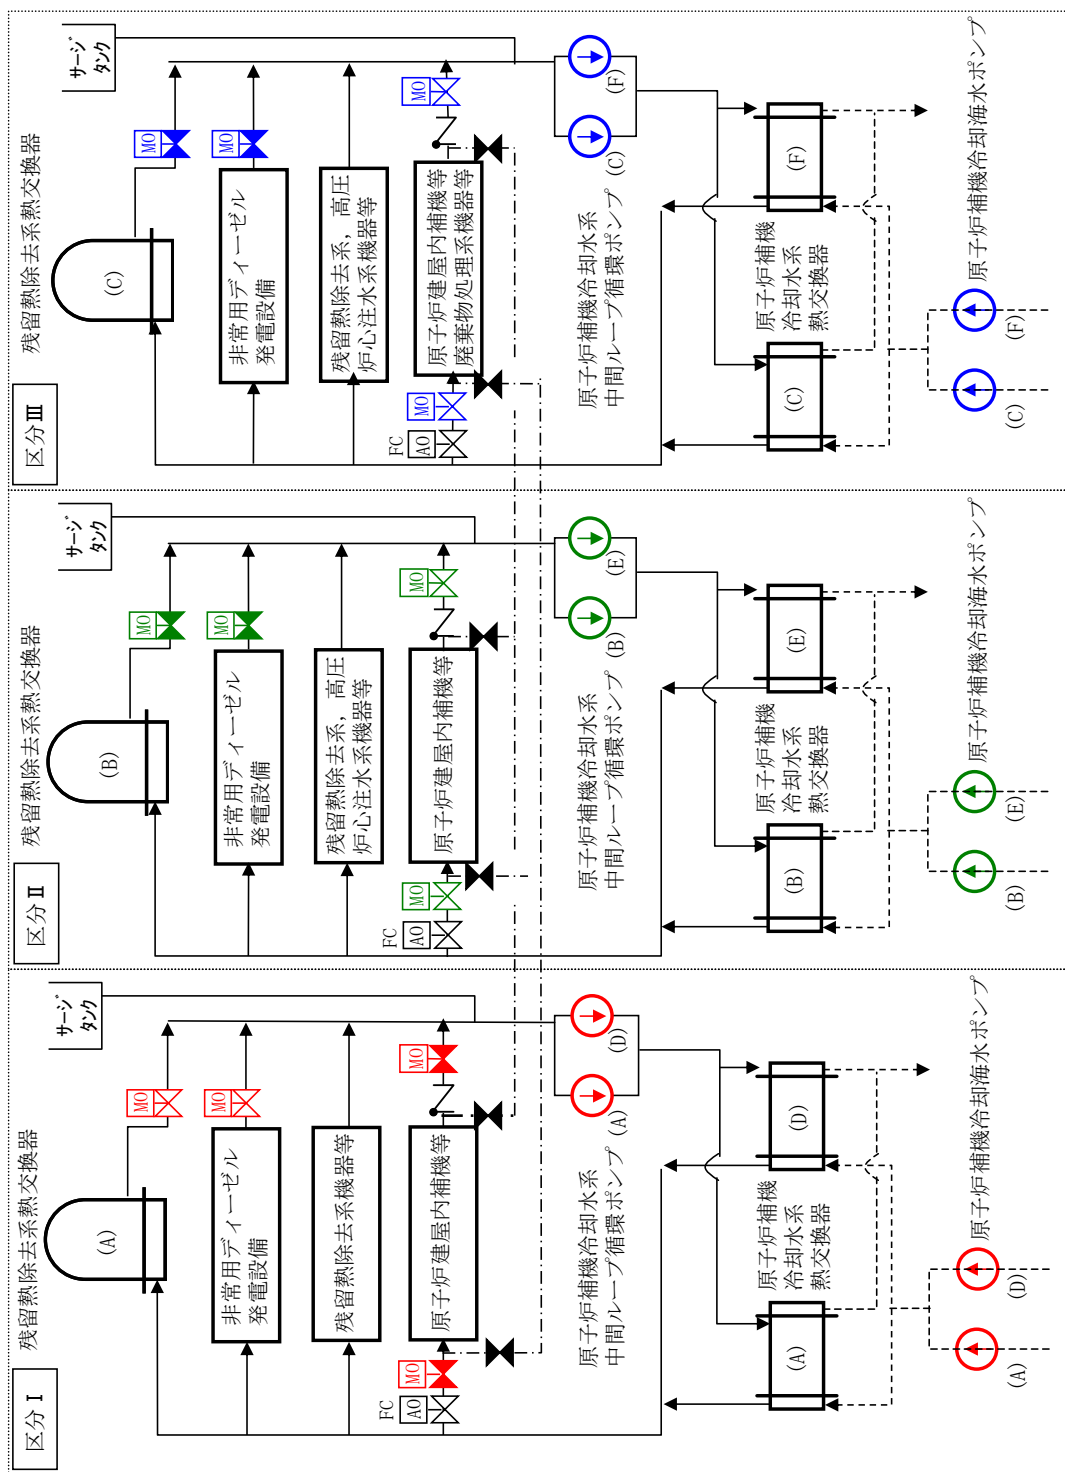 区分Ⅰ
残留熱除去系熱交換器
(A)
サージ
タンク
MO
非常用ディーゼル
発電設備
MO
残留熱除去系機器等
原子炉建屋内補機等
FC
AO
MO
MO
原子炉補機冷却水系
中間ループ循環ポンプ
(A)
(D)
原子炉補機
冷却水系
熱交換器
(A)
(D)
原子炉補機冷却海水ポンプ
(A)
(D)
区分Ⅱ
残留熱除去系熱交換器
(B)
サージ
タンク
MO
非常用ディーゼル
発電設備
MO
残留熱除去系，高圧
炉心注水系機器等
原子炉建屋内補機等
FC
AO
MO
MO
原子炉補機冷却水系
中間ループ循環ポンプ
(B)
(E)
原子炉補機
冷却水系
熱交換器
(B)
(E)
原子炉補機冷却海水ポンプ
(B)
(E)
区分Ⅲ
残留熱除去系熱交換器
(C)
サージ
タンク
MO
非常用ディーゼル
発電設備
MO
残留熱除去系，高圧
炉心注水系機器等
原子炉建屋内補機等
廃棄物処理系機器等
FC
AO
MO
MO
原子炉補機冷却水系
中間ループ循環ポンプ
(C)
(F)
原子炉補機
冷却水系
熱交換器
(C)
(F)
原子炉補機冷却海水ポンプ
(C)
(F)